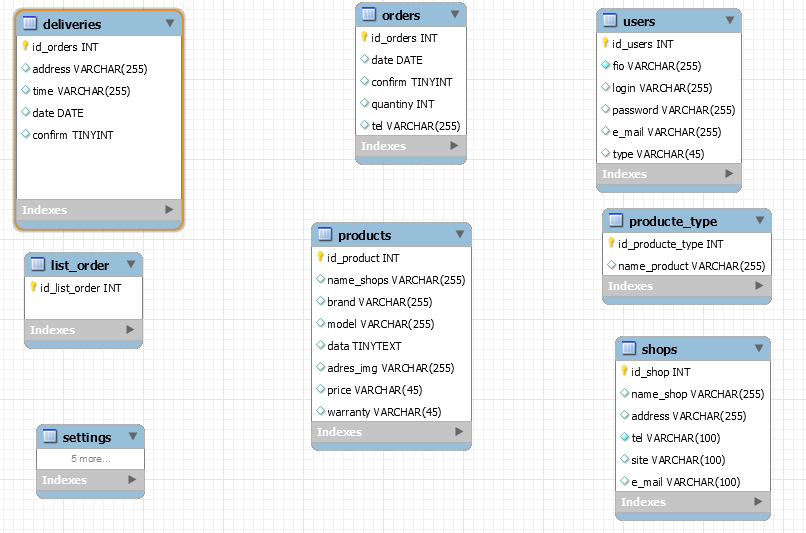 deliveries
id_orders INT
address VARCHAR(255)
time VARCHAR(255)
date DATE
confirm TINYINT
Indexes
orders
id_orders INT
date DATE
confirm TINYINT
quantiny INT
tel VARCHAR(255)
Indexes
users
id_users INT
fio VARCHAR(255)
login VARCHAR(255)
password VARCHAR(255)
e_mail VARCHAR(255)
type VARCHAR(45)
Indexes
list_order
id_list_order INT
Indexes
products
id_product INT
name_shops VARCHAR(255)
brand VARCHAR(255)
model VARCHAR(255)
data TINYTEXT
adres_img VARCHAR(255)
price VARCHAR(45)
warranty VARCHAR(45)
Indexes
producte_type
id_producte_type INT
name_product VARCHAR(255)
Indexes
settings
5 more...
Indexes
shops
id_shop INT
name_shop VARCHAR(255)
address VARCHAR(255)
tel VARCHAR(100)
site VARCHAR(100)
e_mail VARCHAR(100)
Indexes